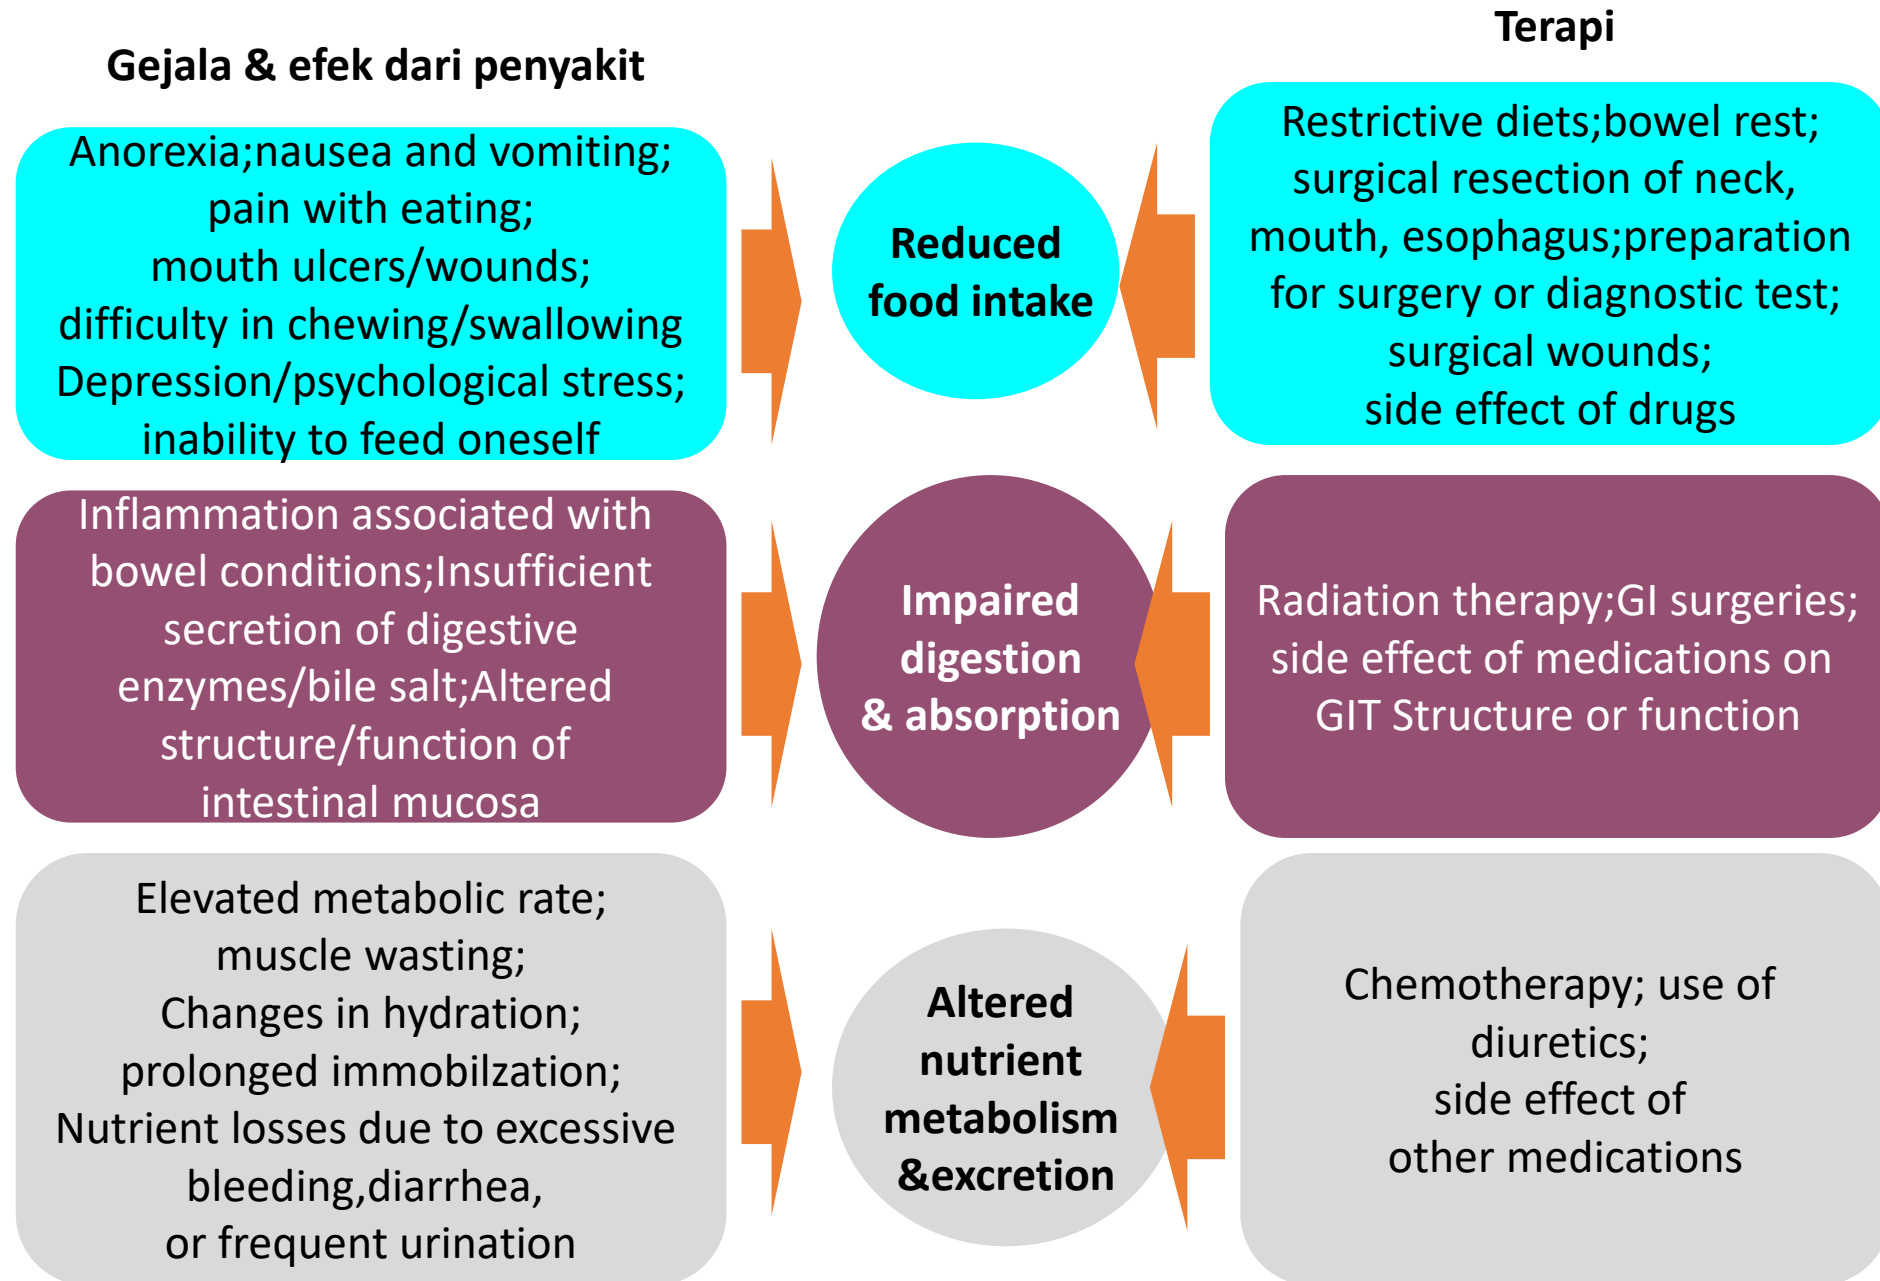 Gejala & efek dari penyakit
Terapi
Anorexia;nausea and vomiting;
pain with eating;
mouth ulcers/wounds;
difficulty in chewing/swallowing
Depression/psychological stress;
inability to feed oneself
Reduced
food intake
Restrictive diets;bowel rest;
surgical resection of neck,
mouth, esophagus;preparation
for surgery or diagnostic test;
surgical wounds;
side effect of drugs
Inflammation associated with
bowel conditions;Insufficient
secretion of digestive
enzymes/bile salt;Altered
structure/function of
intestinal mucosa
Impaired
digestion
& absorption
Radiation therapy;GI surgeries;
side effect of medications on
GIT Structure or function
Elevated metabolic rate;
muscle wasting;
Changes in hydration;
prolonged immobilzation;
Nutrient losses due to excessive
bleeding,diarrhea,
or frequent urination
Altered
nutrient
metabolism
&excretion
Chemotherapy; use of
diuretics;
side effect of
other medications